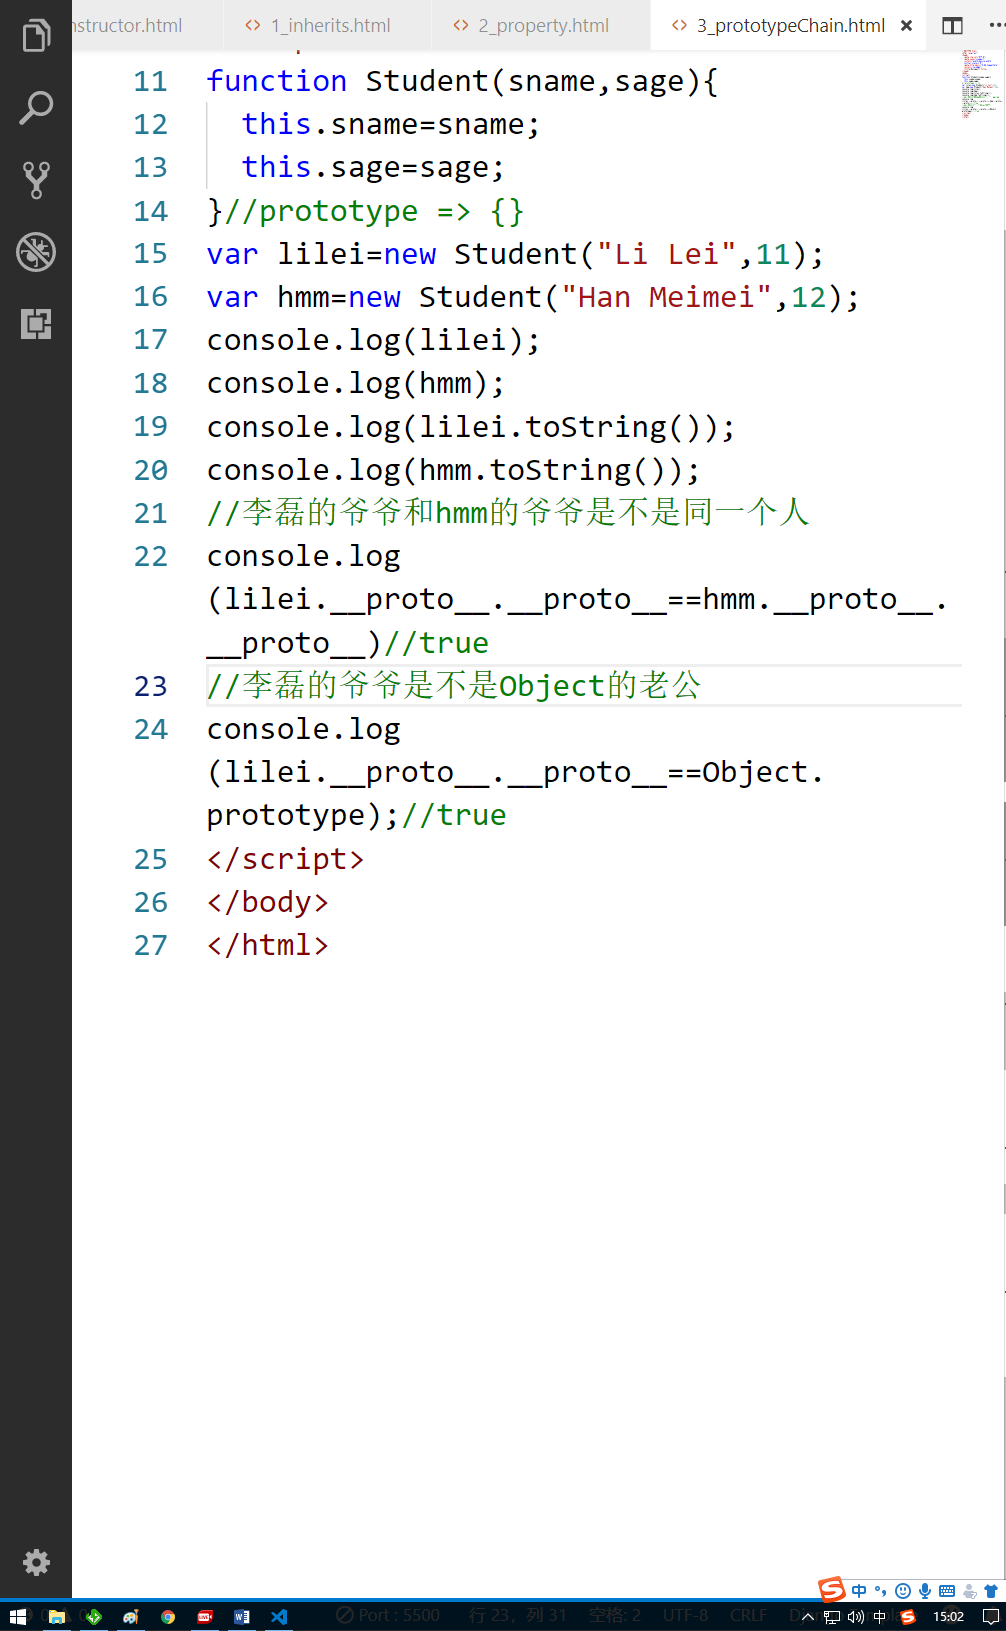 nstructor.html 1_inherits.html 2_property.html 3_prototypeChain.html
11 function Student(sname,sage){
12 this.sname=sname;
13 this.sage=sage;
14 }//prototype => {}
15 var lilei=new Student("Li Lei",11);
16 var hmm=new Student("Han Meimei",12);
17 console.log(lilei);
18 console.log(hmm);
19 console.log(lilei.toString());
20 console.log(hmm.toString());
21 //李磊的爷爷和hmm的爷爷是不是同一个人
22 console.log
(lilei.__proto__.__proto__==hmm.__proto__.
__proto__)//true
23 //李磊的爷爷是不是Object的老公
24 console.log
(lilei.__proto__.__proto__==Object.
prototype);//true
25 </script>
26 </body>
27 </html>
中
Port : 5500 行 23，列 31 空格: 2 UTF-8 CRLF 中 15:02